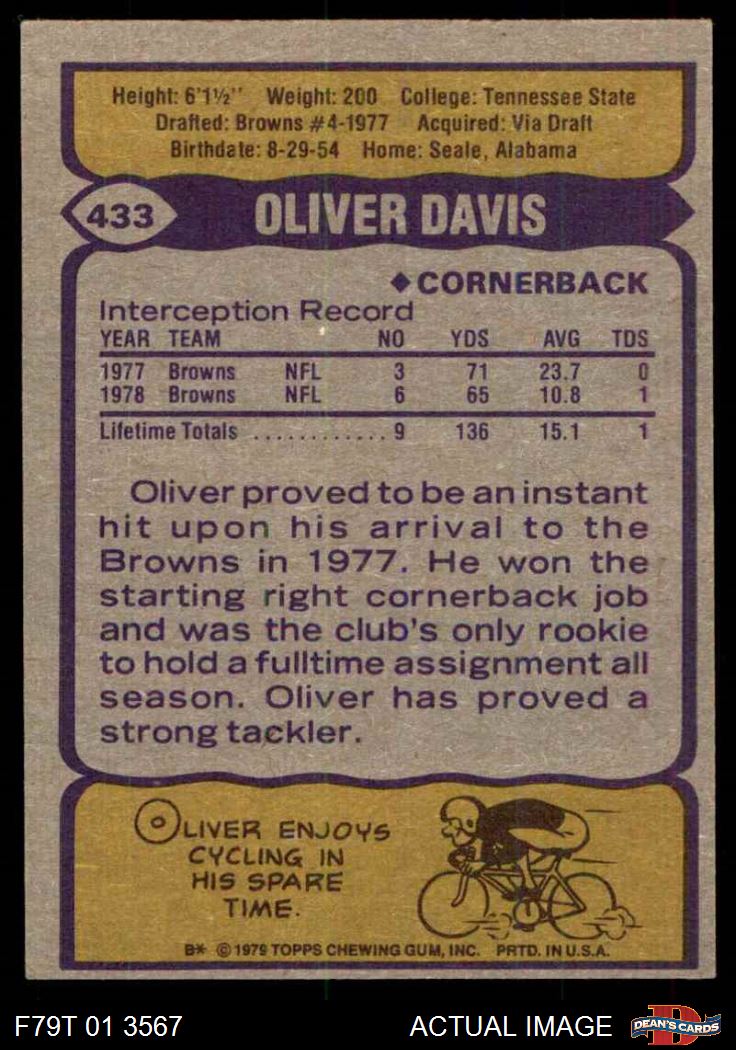 Height: 6'1½" Weight: 200 College: Tennessee State
Drafted: Browns #4-1977 Acquired: Via Draft
Birthdate: 8-29-54 Home: Seale, Alabama
433 OLIVER DAVIS
◆CORNERBACK
Interception Record
YEAR TEAM NO YDS AVG TDS
1977 Browns NFL 3 71 23.7 0
1978 Browns NFL 6 65 10.8 1
Lifetime Totals ............ 9 136 15.1 1
Oliver proved to be an instant
hit upon his arrival to the
Browns in 1977. He won the
starting right cornerback job
and was the club's only rookie
to hold a fulltime assignment all
season. Oliver has proved a
strong tackler.
OLIVER ENJOYS
CYCLING IN
HIS SPARE
TIME.
B* © 1979 TOPPS CHEWING GUM, INC. PRTD. IN U.S.A.
F79T 01 3567 ACTUAL IMAGE DEAN'S CARDS